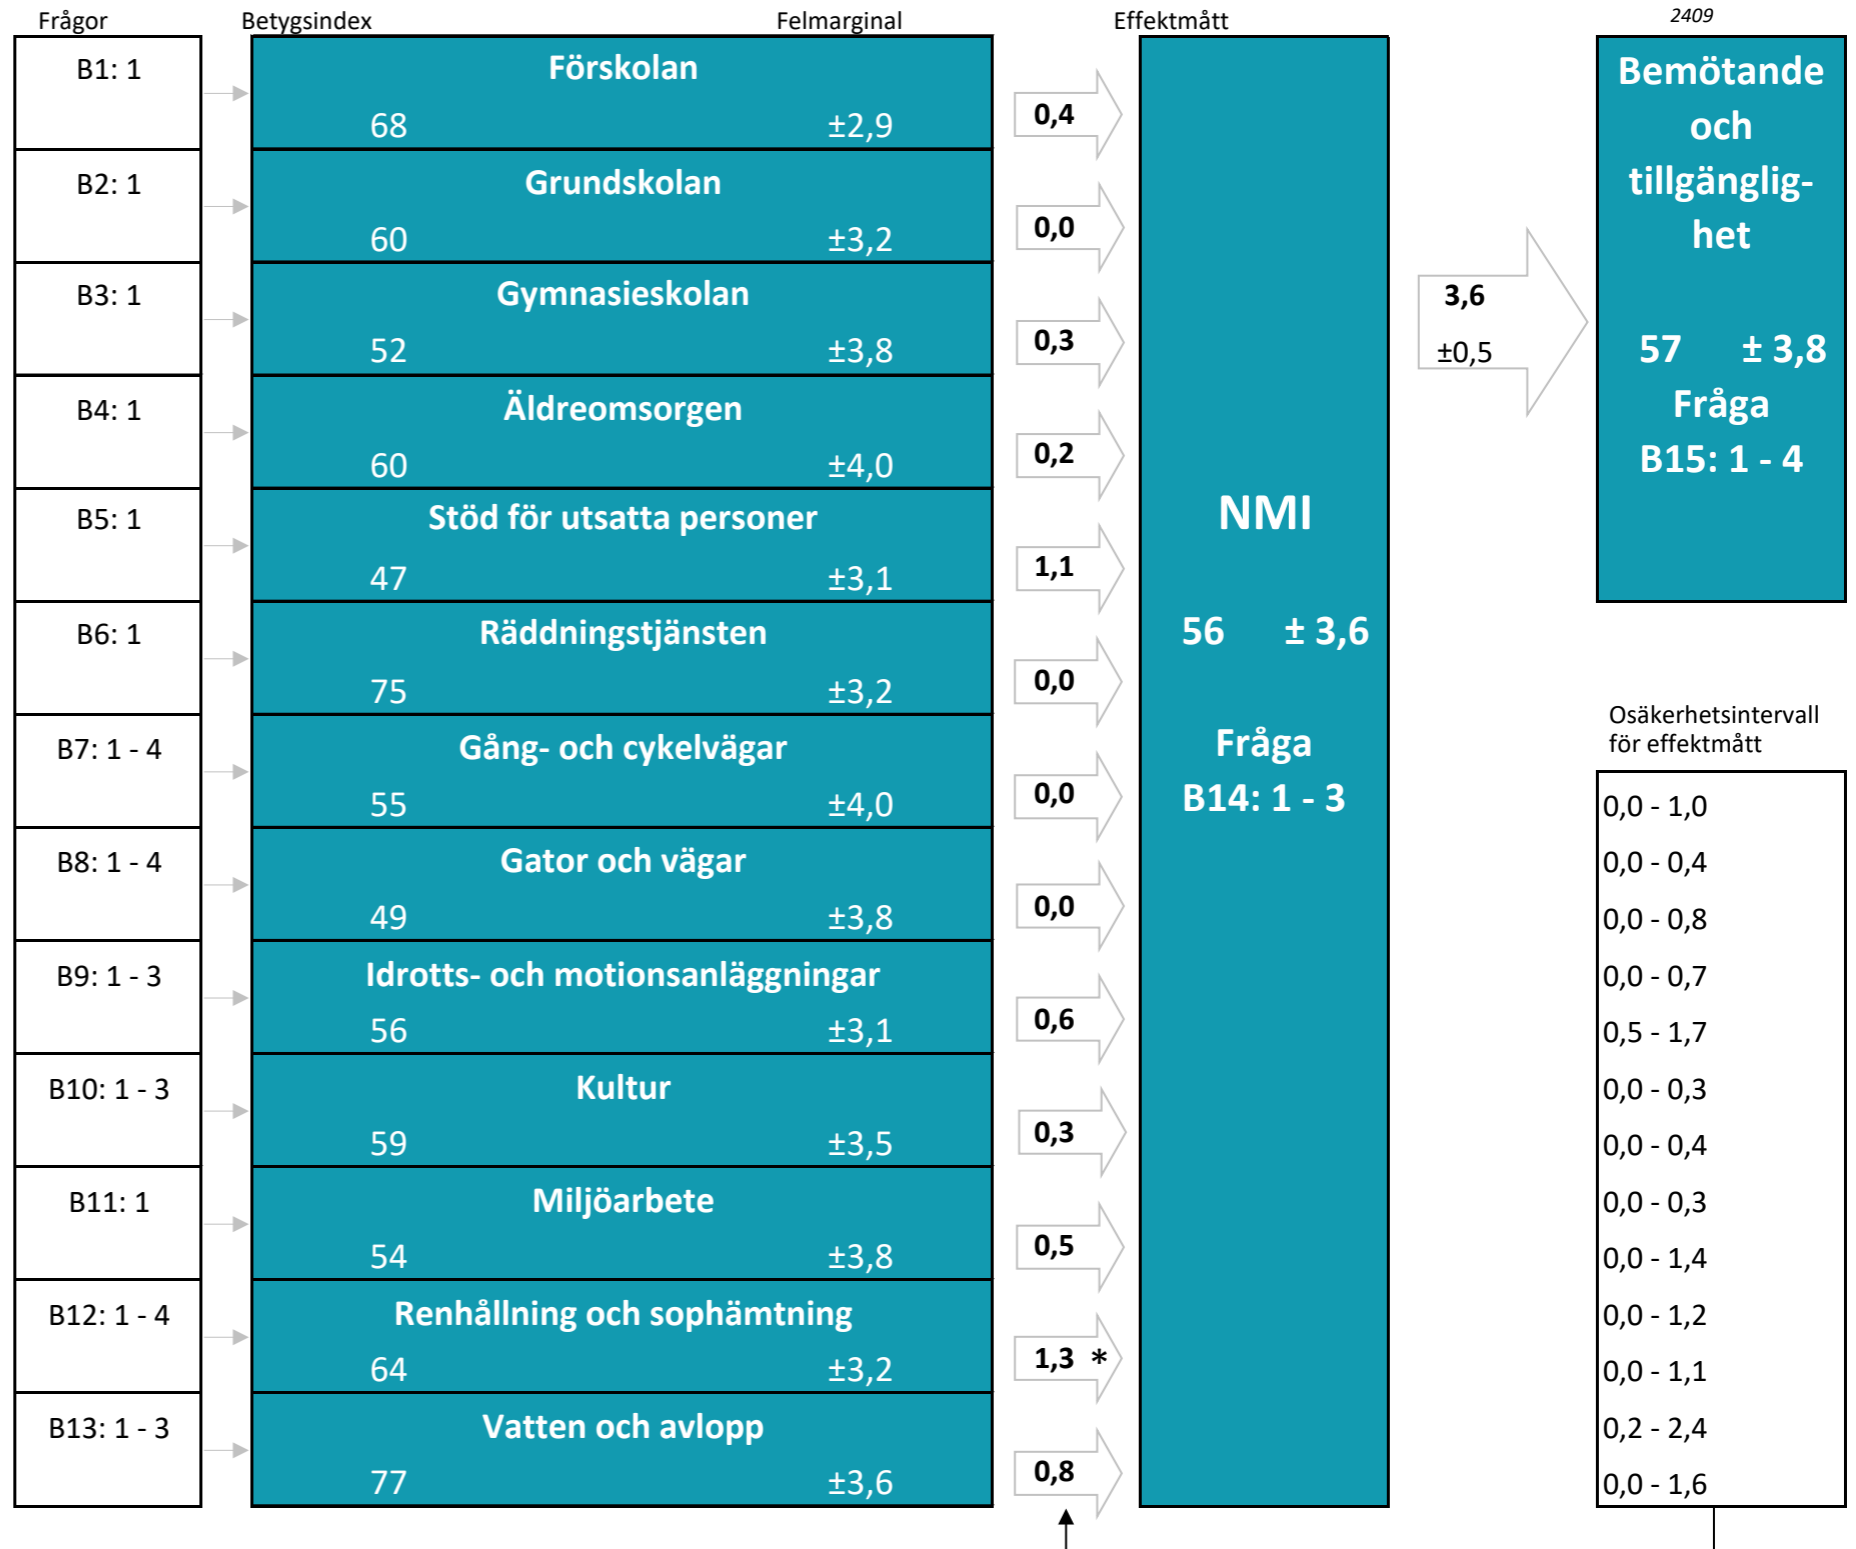 Frågor Betygsindex Felmarginal Effektmått 2409
B1: 1
Förskolan
68 ±2,9
0,4
B2: 1
Grundskolan
60 ±3,2
0,0
B3: 1
Gymnasieskolan
52 ±3,8
0,3
B4: 1
Äldreomsorgen
60 ±4,0
0,2
B5: 1
Stöd för utsatta personer
47 ±3,1
1,1
B6: 1
Räddningstjänsten
75 ±3,2
0,0
B7: 1 - 4
Gång- och cykelvägar
55 ±4,0
0,0
B8: 1 - 4
Gator och vägar
49 ±3,8
0,0
B9: 1 - 3
Idrotts- och motionsanläggningar
56 ±3,1
0,6
B10: 1 - 3
Kultur
59 ±3,5
0,3
B11: 1
Miljöarbete
54 ±3,8
0,5
B12: 1 - 4
Renhållning och sophämtning
64 ±3,2
1,3 *
B13: 1 - 3
Vatten och avlopp
77 ±3,6
0,8
NMI
56 ± 3,6
Fråga
B14: 1 - 3
3,6
±0,5
Bemötande
och
tillgänglig-
het
57 ± 3,8
Fråga
B15: 1 - 4
Osäkerhetsintervall
för effektmått
0,0 - 1,0
0,0 - 0,4
0,0 - 0,8
0,0 - 0,7
0,5 - 1,7
0,0 - 0,3
0,0 - 0,4
0,0 - 0,3
0,0 - 1,4
0,0 - 1,2
0,0 - 1,1
0,2 - 2,4
0,0 - 1,6